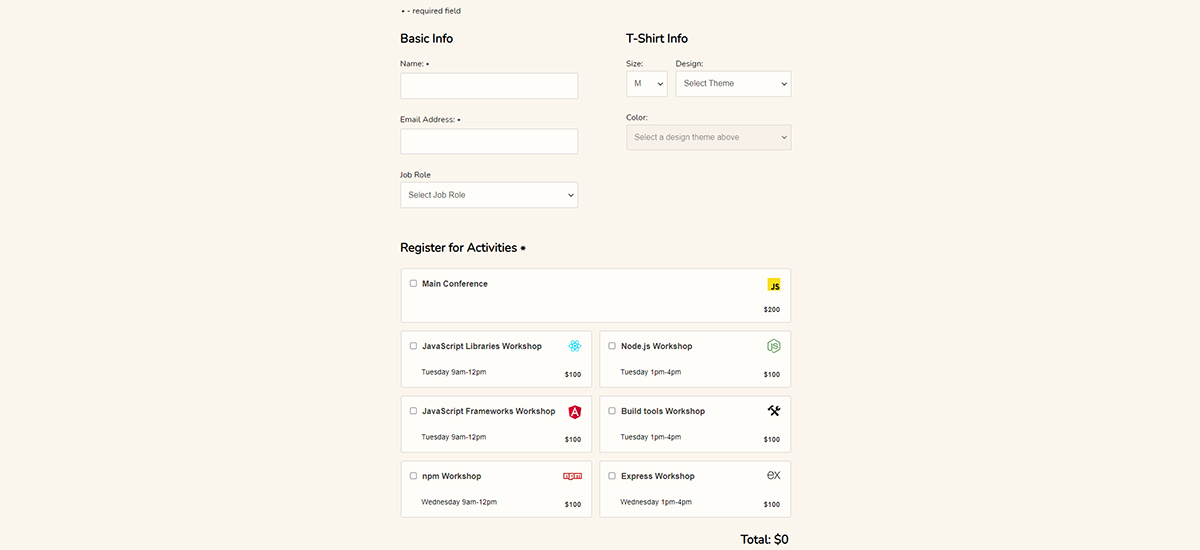 * - required field
Basic Info
Name: *
Email Address: *
Job Role
Select Job Role
T-Shirt Info
Size:
Design:
M
Select Theme
Color:
Select a design theme above
Register for Activities *
Main Conference
JS
$200
JavaScript Libraries Workshop
Tuesday 9am-12pm
$100
Node.js Workshop
JS
Tuesday 1pm-4pm
$100
JavaScript Frameworks Workshop
A
Tuesday 9am-12pm
$100
Build tools Workshop
Tuesday 1pm-4pm
$100
npm Workshop
npm
Wednesday 9am-12pm
$100
Express Workshop
ex
Wednesday 1pm-4pm
$100
Total: $0